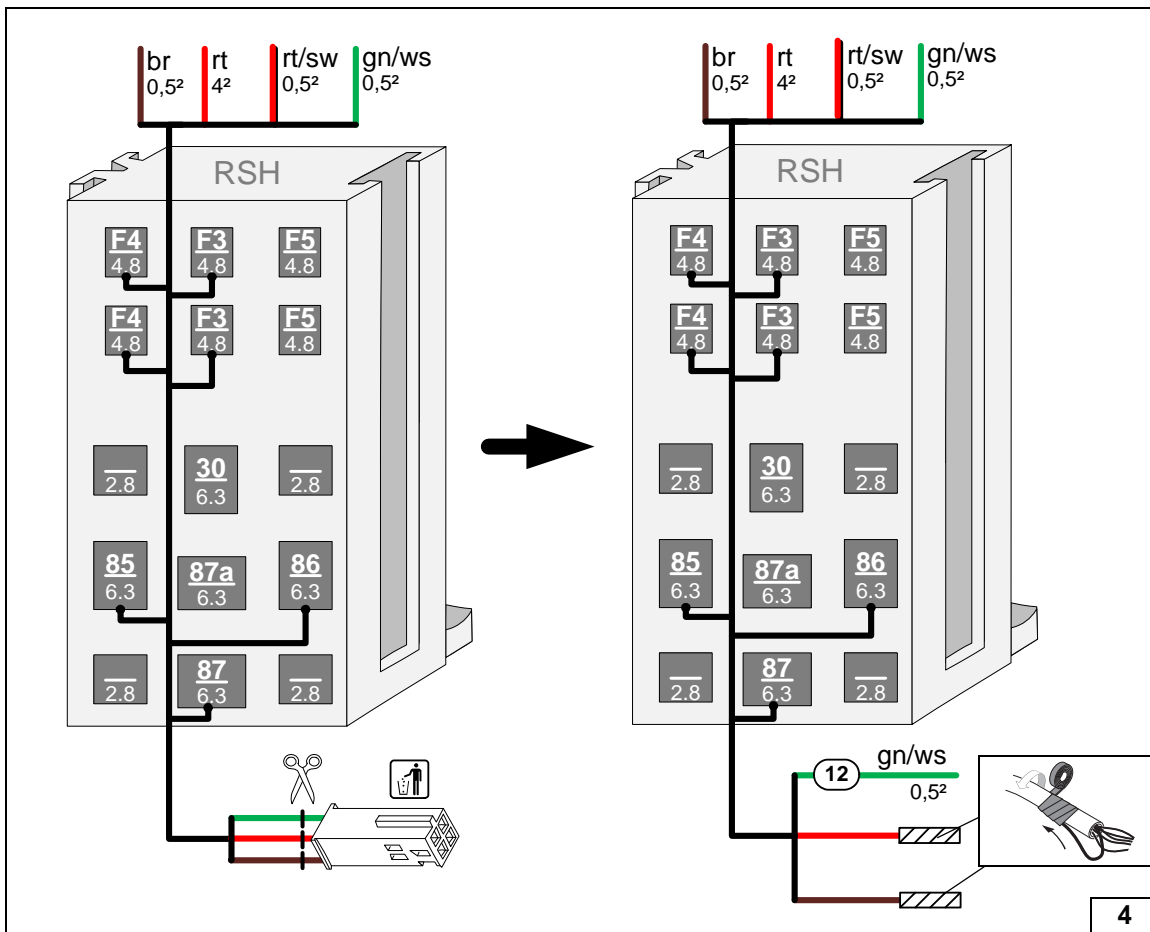 br rt rt/sw gn/ws
0,5² 4² 0,5² 0,5²
RSH
F4 F3 F5
4.8 4.8 4.8
F4 F3 F5
4.8 4.8 4.8
30
2.8 6.3 2.8
85 87a 86
6.3 6.3 6.3
87
2.8 6.3 2.8
br rt rt/sw gn/ws
0,5² 4² 0,5² 0,5²
RSH
F4 F3 F5
4.8 4.8 4.8
F4 F3 F5
4.8 4.8 4.8
30
2.8 6.3 2.8
85 87a 86
6.3 6.3 6.3
87
2.8 6.3 2.8
12 gn/ws
0,5²
4